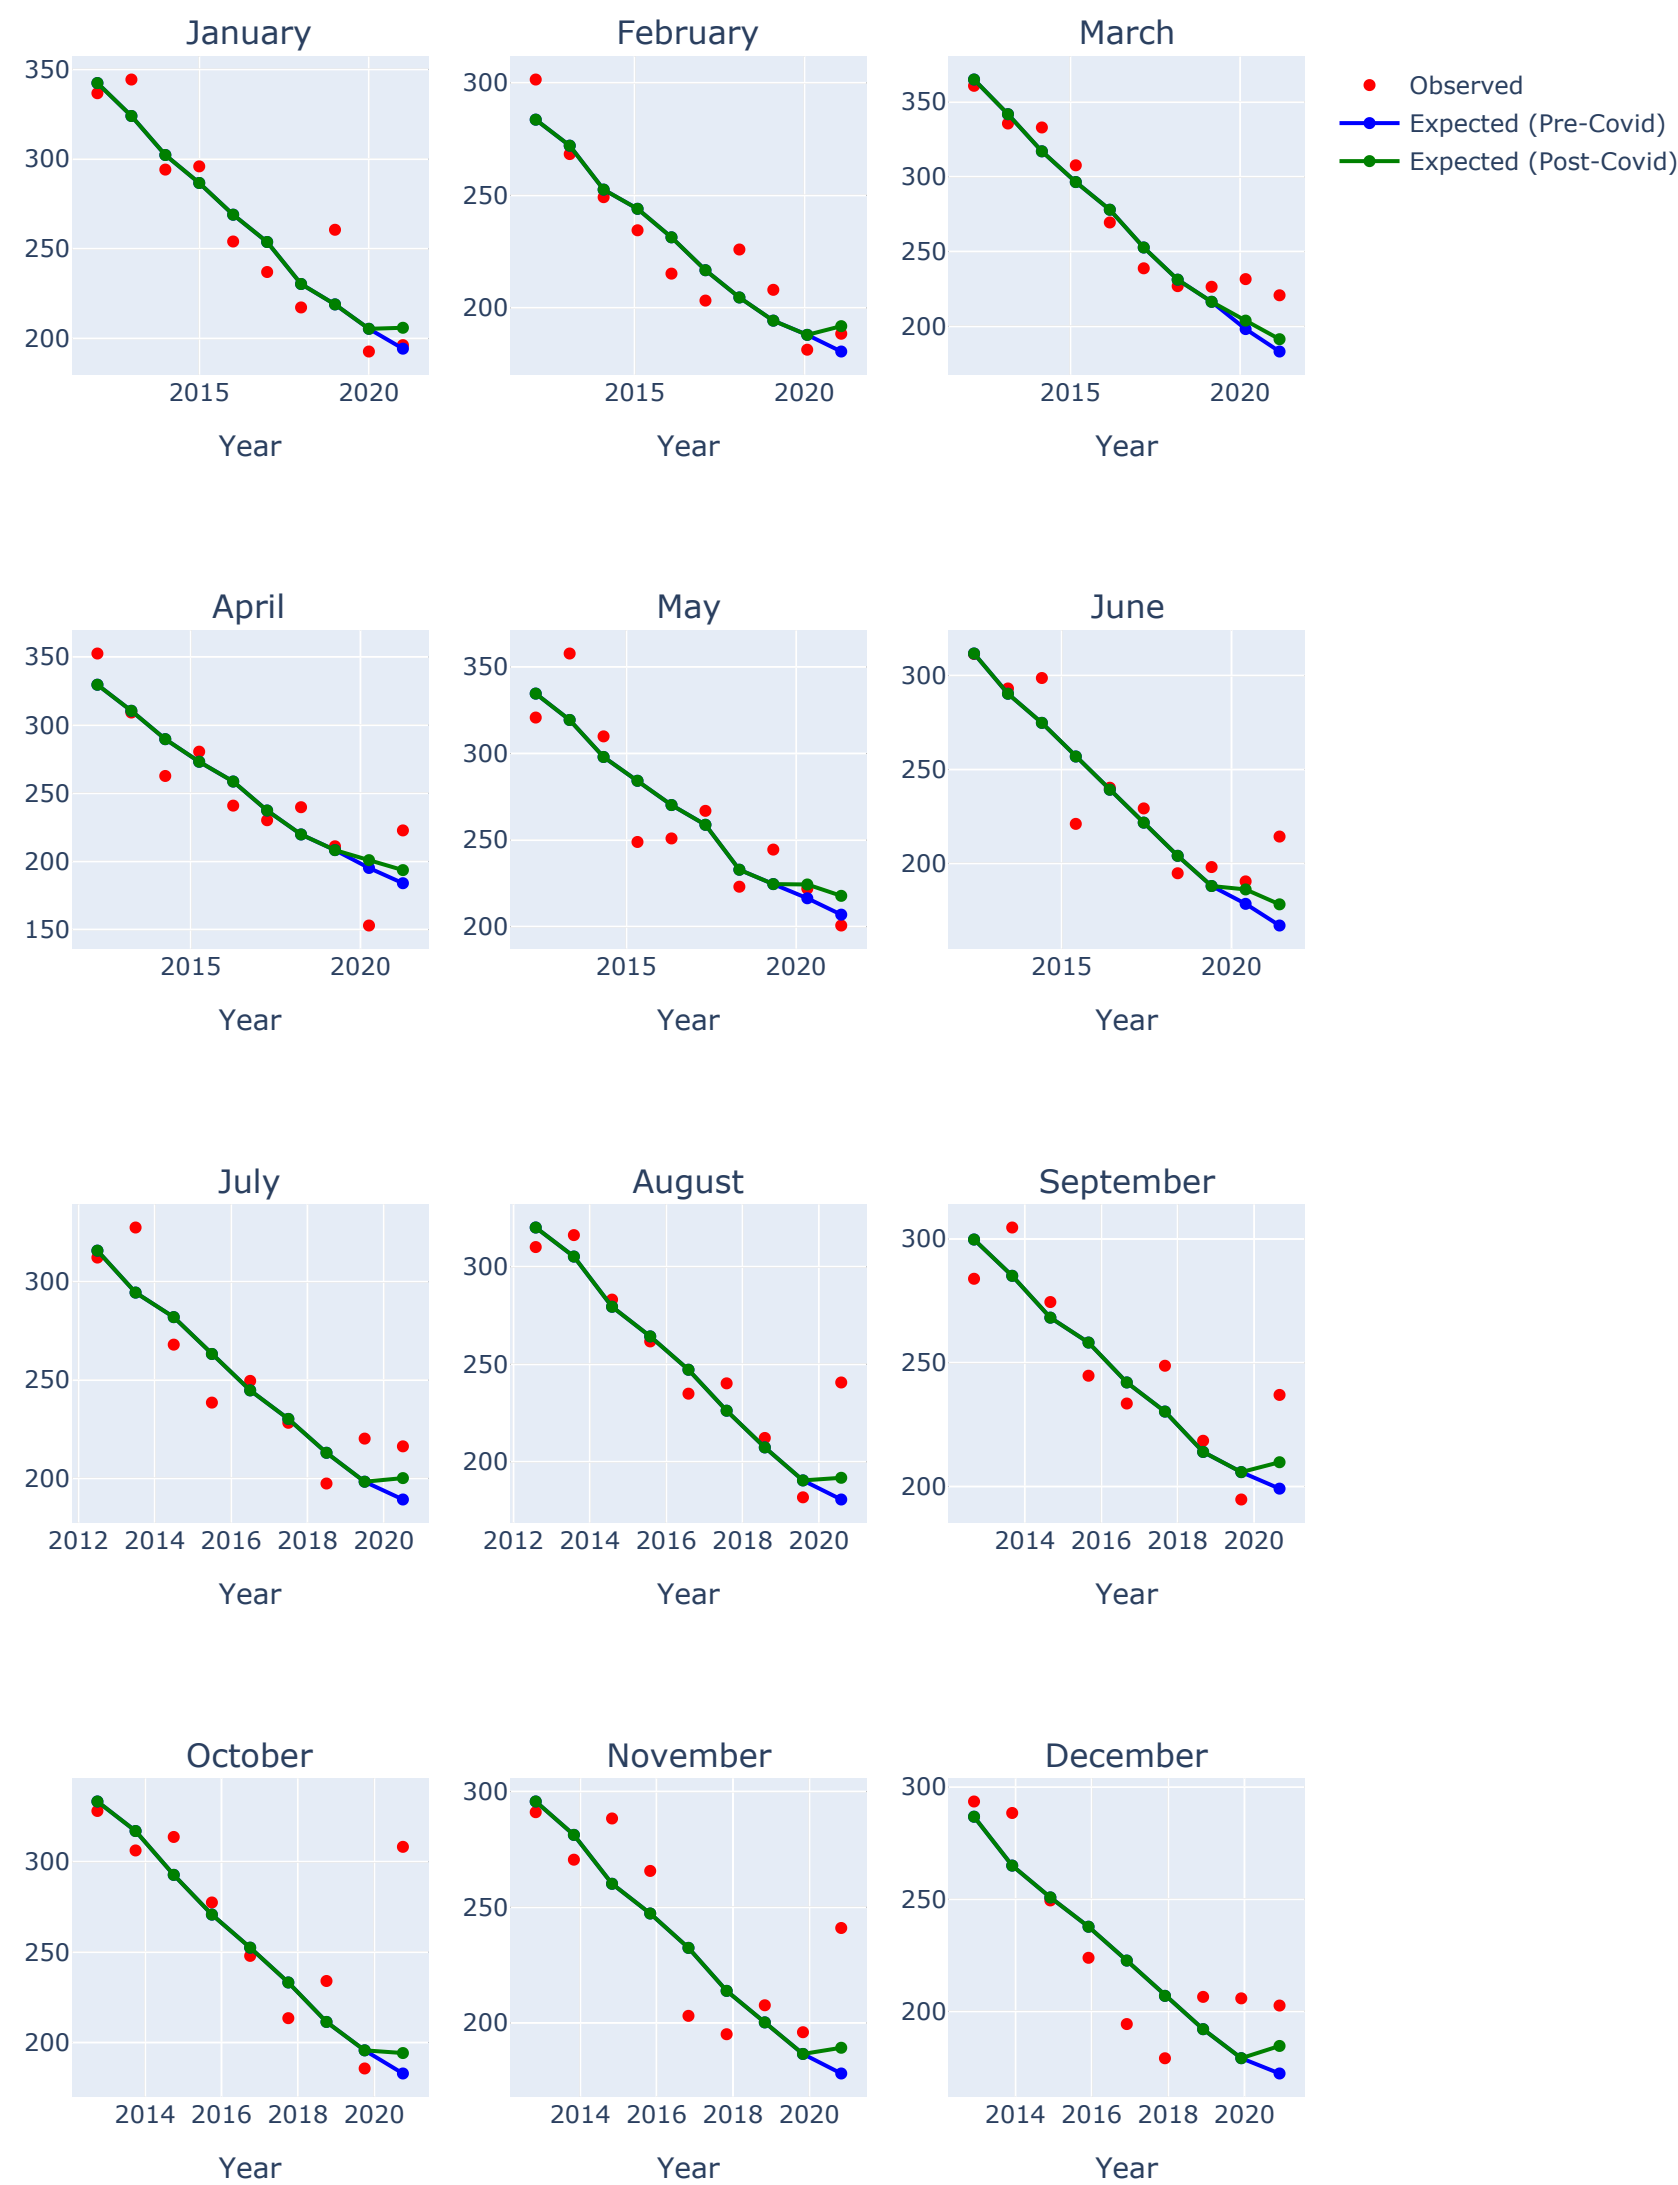 January February March
350
300
250
200
2015 2020
Year
300
250
200
2015 2020
Year
350
300
250
200
2015 2020
Year
Observed
Expected (Pre-Covid)
Expected (Post-Covid)
April May June
350
300
250
200
150
2015 2020
Year
350
300
250
200
2015 2020
Year
300
250
200
2015 2020
Year
July August September
300
250
200
2012 2014 2016 2018 2020
Year
300
250
200
2012 2014 2016 2018 2020
Year
300
250
200
2014 2016 2018 2020
Year
October November December
300
250
200
2014 2016 2018 2020
Year
300
250
200
2014 2016 2018 2020
Year
300
250
200
2014 2016 2018 2020
Year